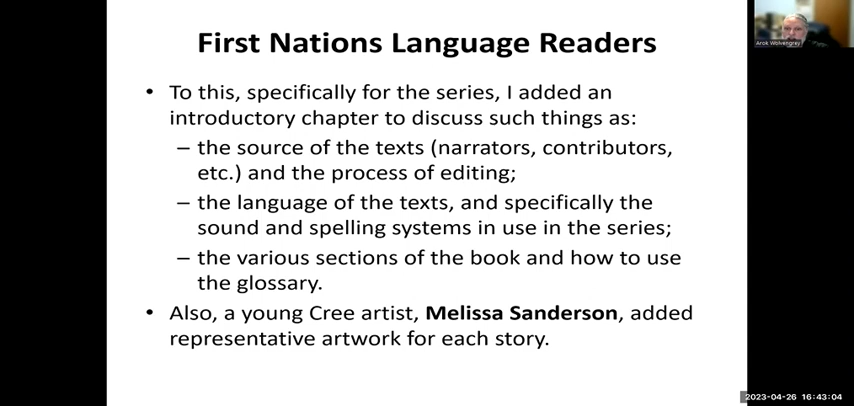 First Nations Language Readers
• To this, specifically for the series, I added an
introductory chapter to discuss such things as:
– the source of the texts (narrators, contributors,
etc.) and the process of editing;
– the language of the texts, and specifically the
sound and spelling systems in use in the series;
– the various sections of the book and how to use
the glossary.
• Also, a young Cree artist, Melissa Sanderson, added
representative artwork for each story.
Arok Wolvengrey
2023-04-26 16:43:04